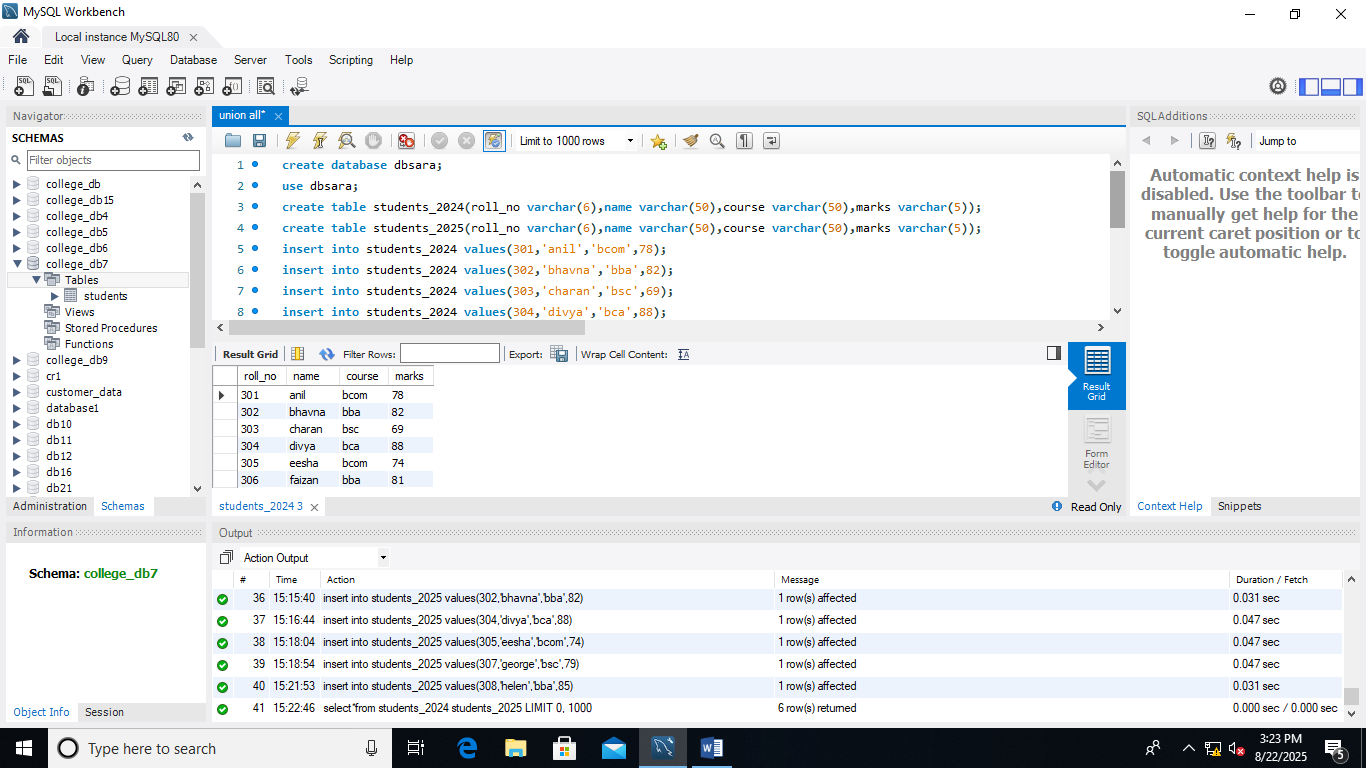 MySQL Workbench
Local instance MySQL80
File Edit View Query Database Server Tools Scripting Help
Navigator
SCHEMAS
Filter objects
college_db
college_db15
college_db4
college_db5
college_db6
college_db7
Tables
students
Views
Stored Procedures
Functions
college_db9
cr1
customer_data
database1
db10
db11
db12
db16
db21
Administration Schemas
Information
Schema: college_db7
Object Info Session
union all*
Limit to 1000 rows
1 create database dbsara;
2 use dbsara;
3 create table students_2024(roll_no varchar(6),name varchar(50),course varchar(50),marks varchar(5));
4 create table students_2025(roll_no varchar(6),name varchar(50),course varchar(50),marks varchar(5));
5 insert into students_2024 values(301,'anil','bcom',78);
6 insert into students_2024 values(302,'bhavna','bba',82);
7 insert into students_2024 values(303,'charan','bsc',69);
8 insert into students_2024 values(304,'divya','bca',88);
Result Grid Filter Rows: Export: Wrap Cell Content:
roll_no name course marks
301 anil bcom 78
302 bhavna bba 82
303 charan bsc 69
304 divya bca 88
305 eesha bcom 74
306 faizan bba 81
Result
Grid
Form
Editor
students_2024 3
Read Only
SQLAdditions
Jump to
Automatic context help is
disabled. Use the toolbar to
manually get help for the
current caret position or to
toggle automatic help.
Context Help Snippets
Output
Action Output
# Time Action Message Duration / Fetch
36 15:15:40 insert into students_2025 values(302,'bhavna','bba',82) 1 row(s) affected 0.031 sec
37 15:16:44 insert into students_2025 values(304,'divya','bca',88) 1 row(s) affected 0.047 sec
38 15:18:04 insert into students_2025 values(305,'eesha','bcom',74) 1 row(s) affected 0.047 sec
39 15:18:54 insert into students_2025 values(307,'george','bsc',79) 1 row(s) affected 0.047 sec
40 15:21:53 insert into students_2025 values(308,'helen','bba',85) 1 row(s) affected 0.031 sec
41 15:22:46 select*from students_2024 students_2025 LIMIT 0, 1000 6 row(s) returned 0.000 sec / 0.000 sec
Type here to search
3:23 PM
8/22/2025
5